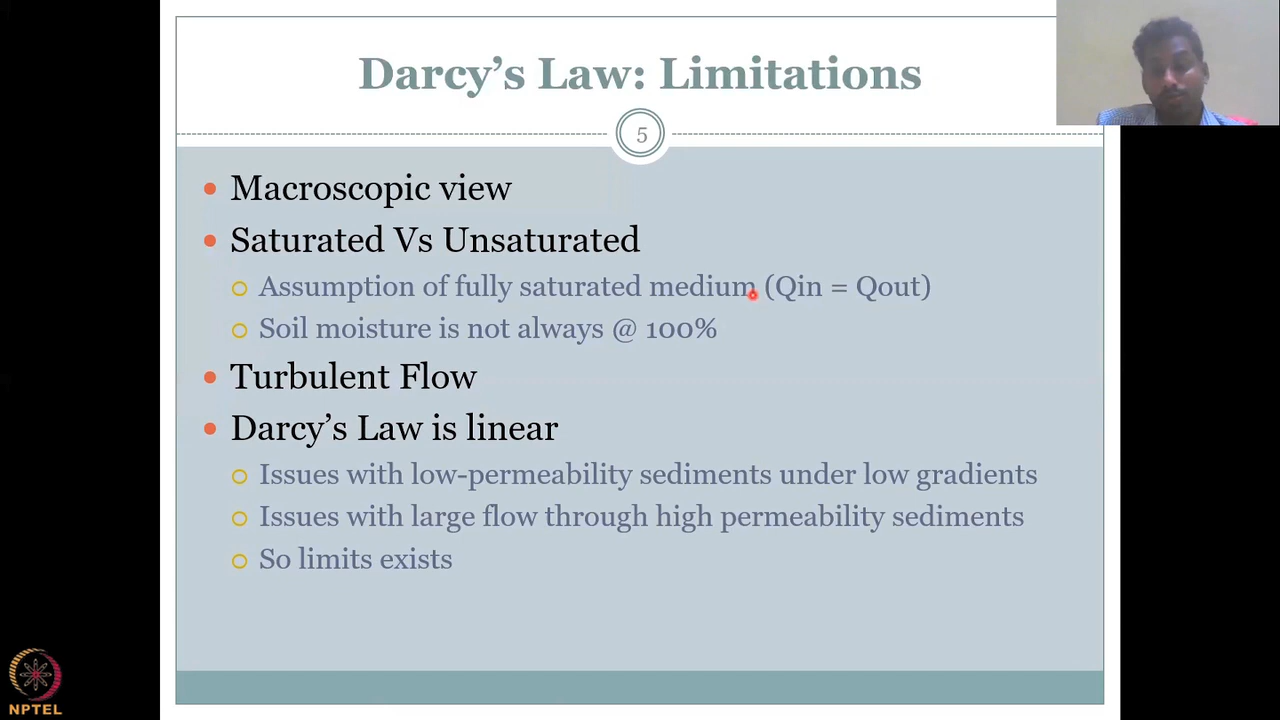 Darcy's Law: Limitations
5
Macroscopic view
Saturated Vs Unsaturated
Assumption of fully saturated medium (Qin = Qout)
Soil moisture is not always @ 100%
Turbulent Flow
Darcy's Law is linear
Issues with low-permeability sediments under low gradients
Issues with large flow through high permeability sediments
So limits exists
NPTEL